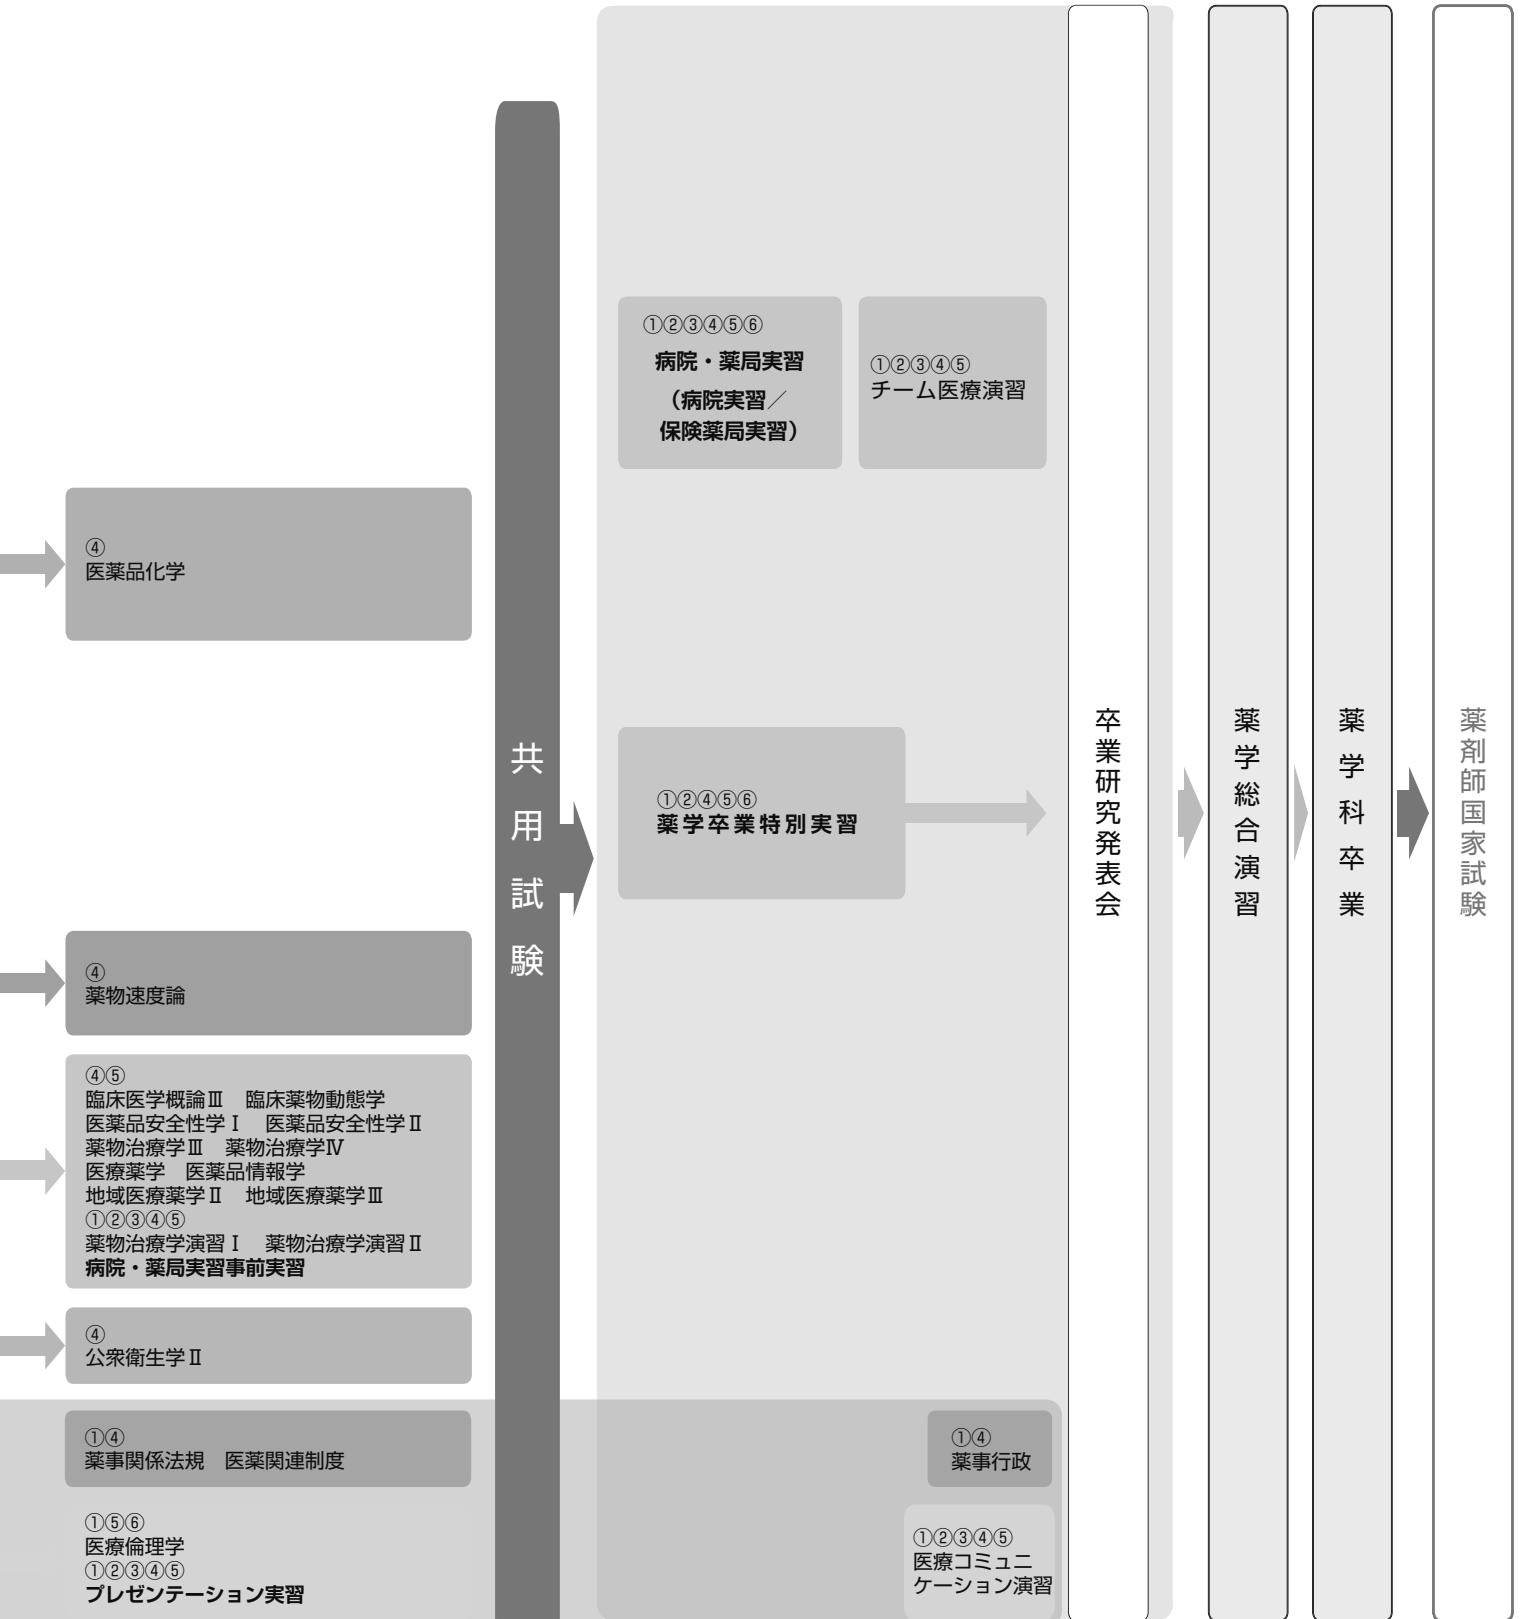 ④
医薬品化学
④
薬物速度論
④⑤
臨床医学概論Ⅲ　臨床薬物動態学
医薬品安全性学Ⅰ　医薬品安全性学Ⅱ
薬物治療学Ⅲ　薬物治療学Ⅳ
医療薬学　医薬品情報学
地域医療薬学Ⅱ　地域医療薬学Ⅲ
①②③④⑤
薬物治療学演習Ⅰ　薬物治療学演習Ⅱ
病院・薬局実習事前実習
④
公衆衛生学Ⅱ
①④
薬事関係法規　医薬関連制度
①⑤⑥
医療倫理学
①②③④⑤
プレゼンテーション実習
共用試験
①②③④⑤⑥
病院・薬局実習
（病院実習／
保険薬局実習）
①②③④⑤
チーム医療演習
①②④⑤⑥
薬学卒業特別実習
①④
薬事行政
①②③④⑤
医療コミュニ
ケーション演習
卒業研究発表会
薬学総合演習
薬学科卒業
薬剤師国家試験